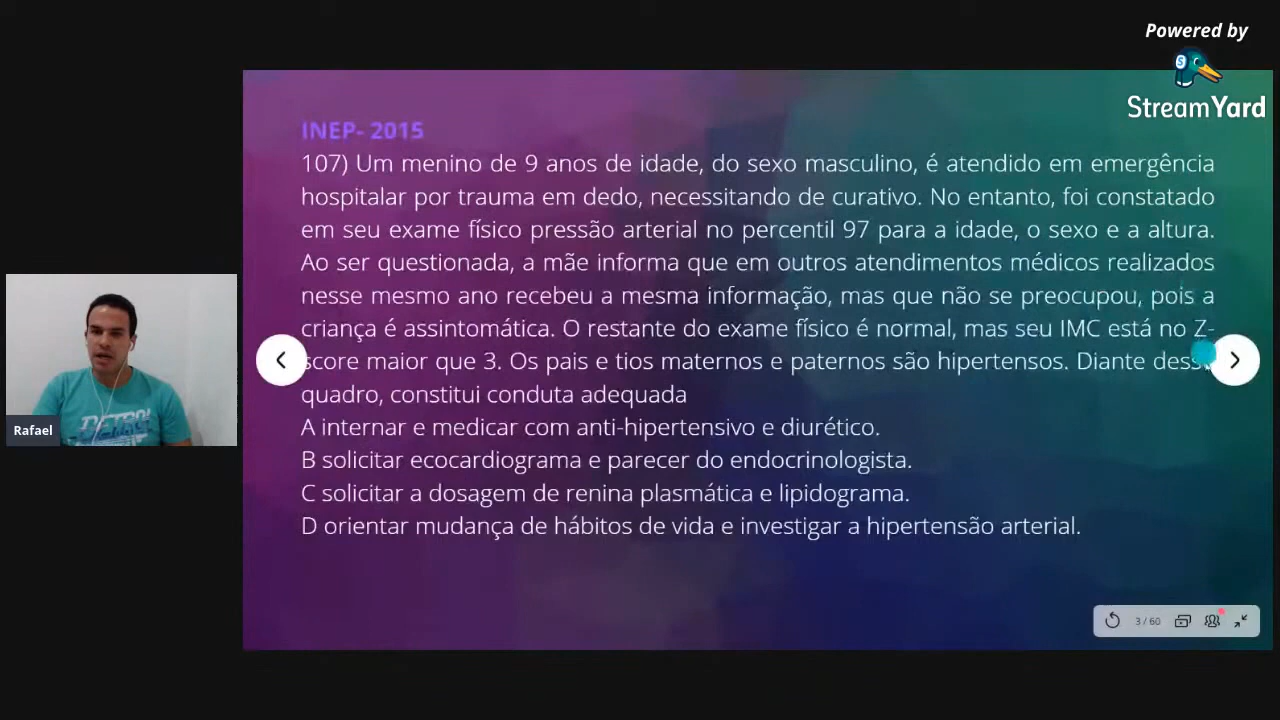 Powered by
StreamYard
INEP- 2015
107) Um menino de 9 anos de idade, do sexo masculino, é atendido em emergência
hospitalar por trauma em dedo, necessitando de curativo. No entanto, foi constatado
em seu exame físico pressão arterial no percentil 97 para a idade, o sexo e a altura.
Ao ser questionada, a mãe informa que em outros atendimentos médicos realizados
nesse mesmo ano recebeu a mesma informação, mas que não se preocupou, pois a
criança é assintomática. O restante do exame físico é normal, mas seu IMC está no Z-
score maior que 3. Os pais e tios maternos e paternos são hipertensos. Diante dess
quadro, constitui conduta adequada
A internar e medicar com anti-hipertensivo e diurético.
B solicitar ecocardiograma e parecer do endocrinologista.
C solicitar a dosagem de renina plasmática e lipidograma.
D orientar mudança de hábitos de vida e investigar a hipertensão arterial.
Rafael
3 / 60